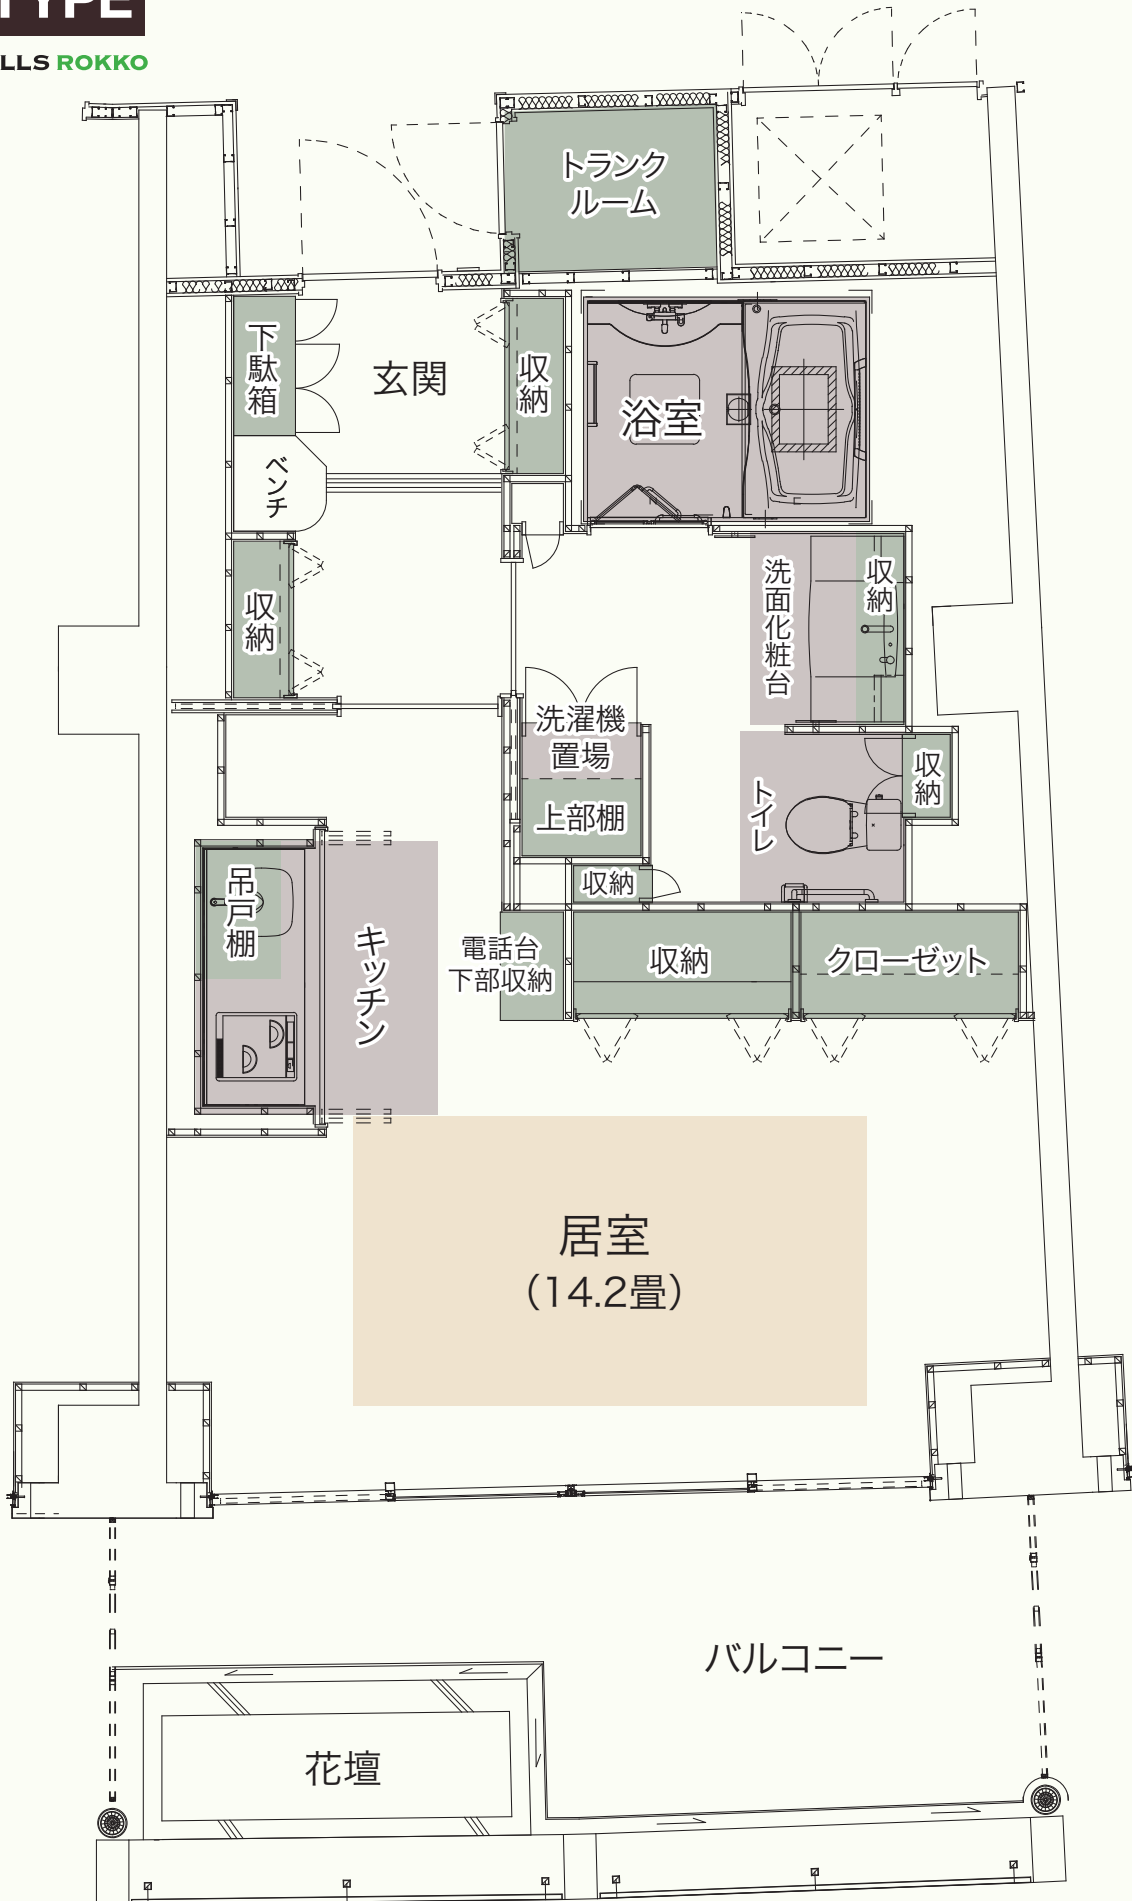 TYPE
LLS ROKKO
トランク
ルーム
下駄箱
玄関
収納
浴室
ベンチ
収納
洗面化粧台
収納
洗濯機
置場
上部棚
トイレ
収納
収納
吊戸棚
キッチン
電話台
下部収納
収納
クローゼット
居室
（14.2畳）
バルコニー
花壇